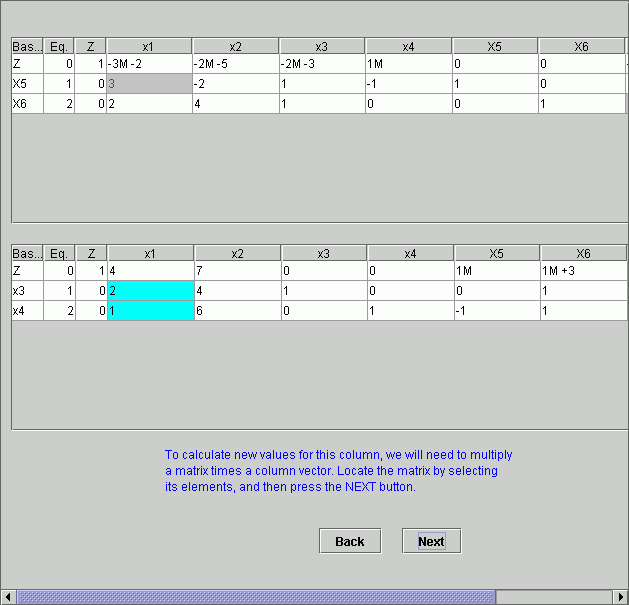 Bas... Eq. Z x1 x2 x3 x4 X5 X6
Z 0 1 -3M -2 -2M -5 -2M -3 1M 0 0
X5 1 0 3 -2 1 -1 1 0
X6 2 0 2 4 1 0 0 1
Bas... Eq. Z x1 x2 x3 x4 X5 X6
Z 0 1 4 7 0 0 1M 1M +3
x3 1 0 2 4 1 0 0 1
x4 2 0 1 6 0 1 -1 1
To calculate new values for this column, we will need to multiply
a matrix times a column vector. Locate the matrix by selecting
its elements, and then press the NEXT button.
Back Next